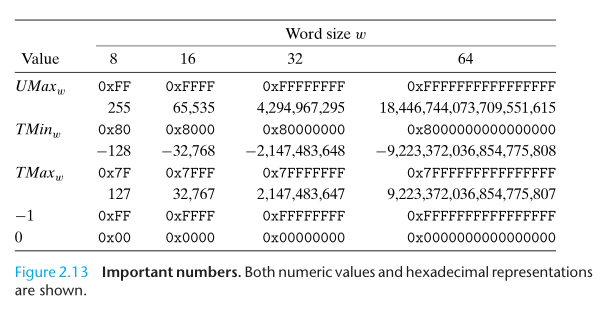 Word size w
Value 8 16 32 64
UMax_w 0xFF 0xFFFF 0xFFFFFFFF 0xFFFFFFFFFFFFFFFF
255 65,535 4,294,967,295 18,446,744,073,709,551,615
TMin_w 0x80 0x8000 0x80000000 0x8000000000000000
−128 −32,768 −2,147,483,648 −9,223,372,036,854,775,808
TMax_w 0x7F 0x7FFF 0x7FFFFFFF 0x7FFFFFFFFFFFFFFF
127 32,767 2,147,483,647 9,223,372,036,854,775,807
−1 0xFF 0xFFFF 0xFFFFFFFF 0xFFFFFFFFFFFFFFFF
0 0x00 0x0000 0x00000000 0x0000000000000000
Figure 2.13 Important numbers. Both numeric values and hexadecimal representations
are shown.